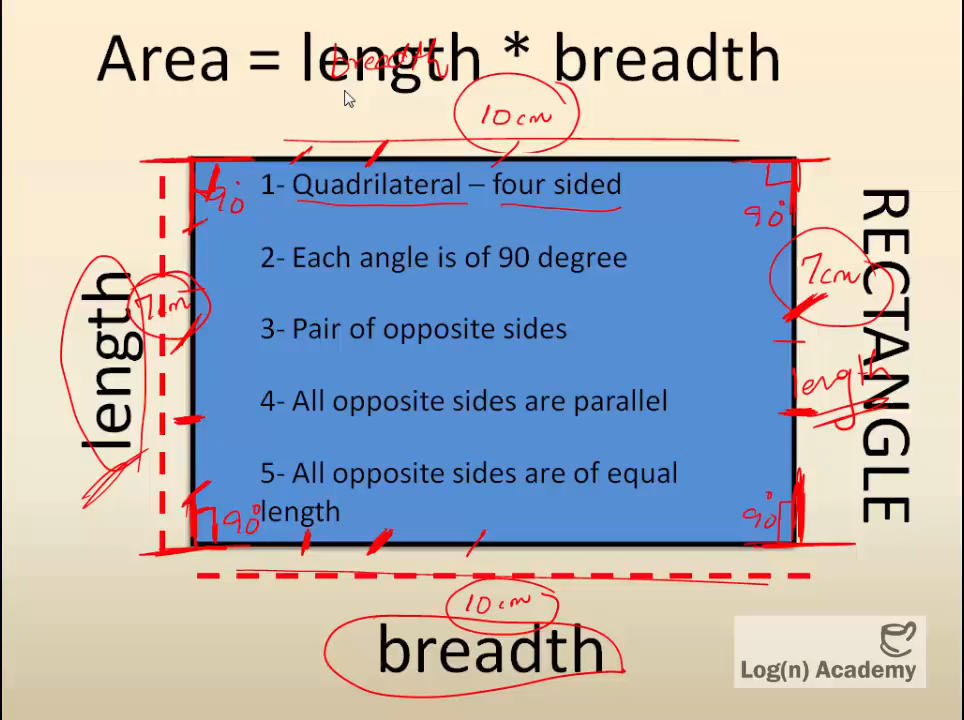 Area = length * breadth
breadth
10cm
1- Quadrilateral – four sided
90°
90°
2- Each angle is of 90 degree
7cm
7cm
3- Pair of opposite sides
length
RECTANGLE
length
4- All opposite sides are parallel
5- All opposite sides are of equal
length
90°
90°
10cm
breadth
Log(n) Academy